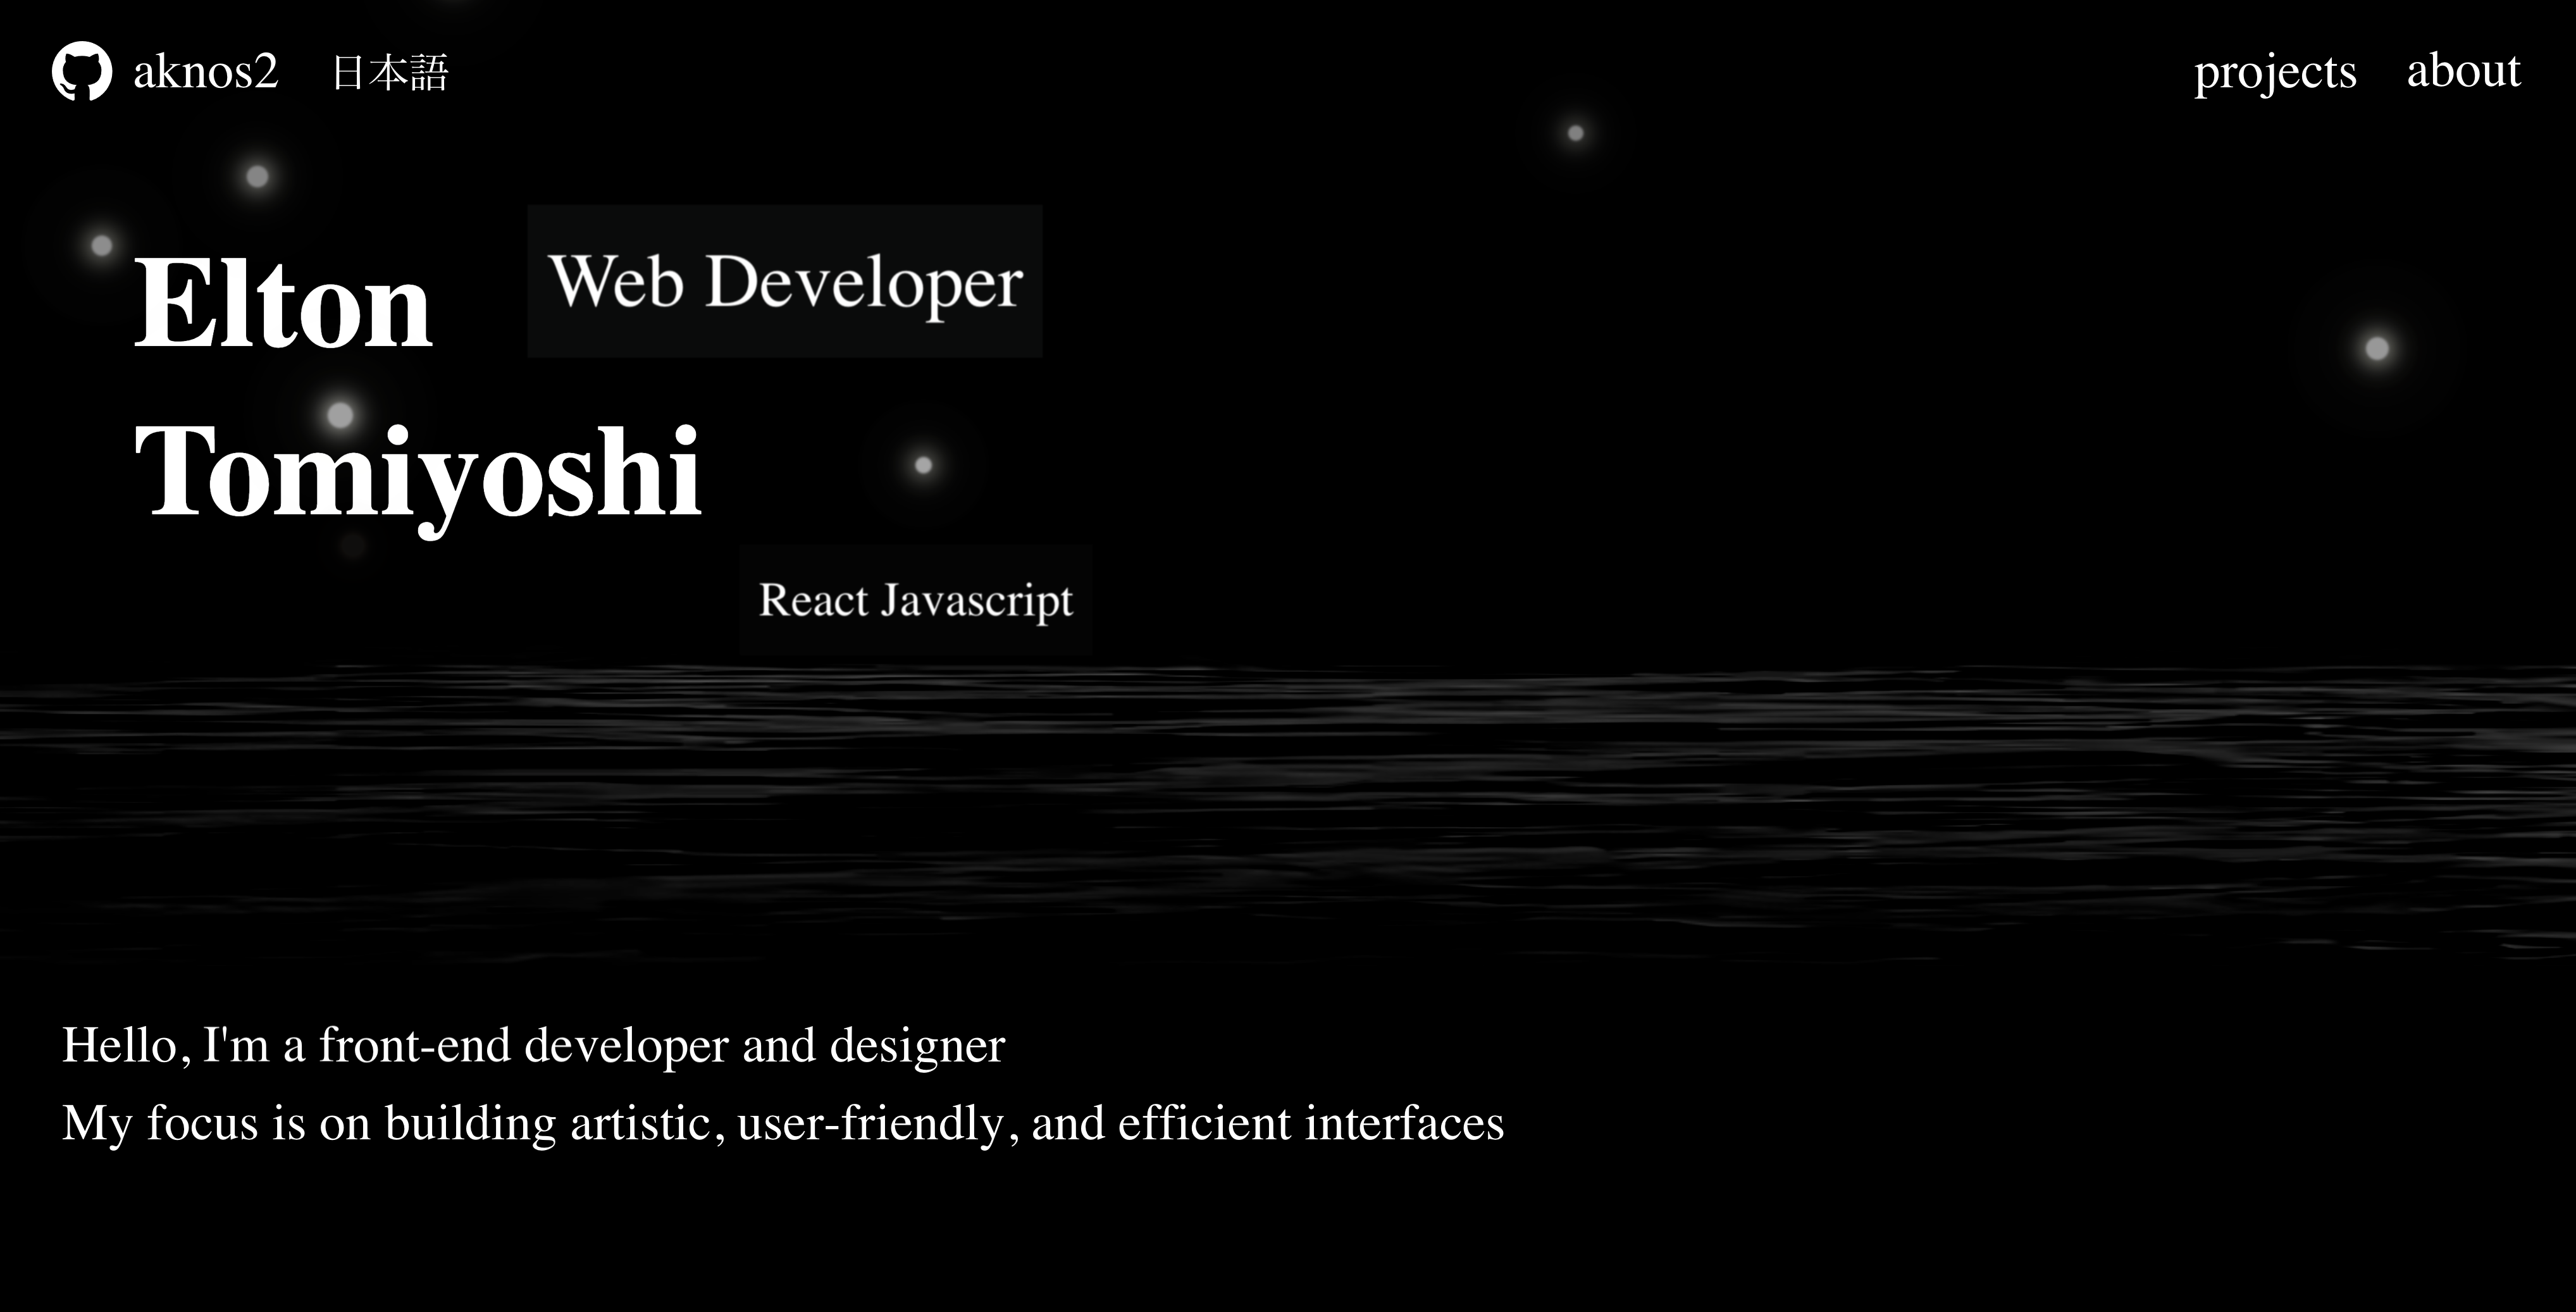 aknos2 日本語 projects about
Web Developer
Elton
Tomiyoshi
React Javascript
Hello, I'm a front-end developer and designer
My focus is on building artistic, user-friendly, and efficient interfaces